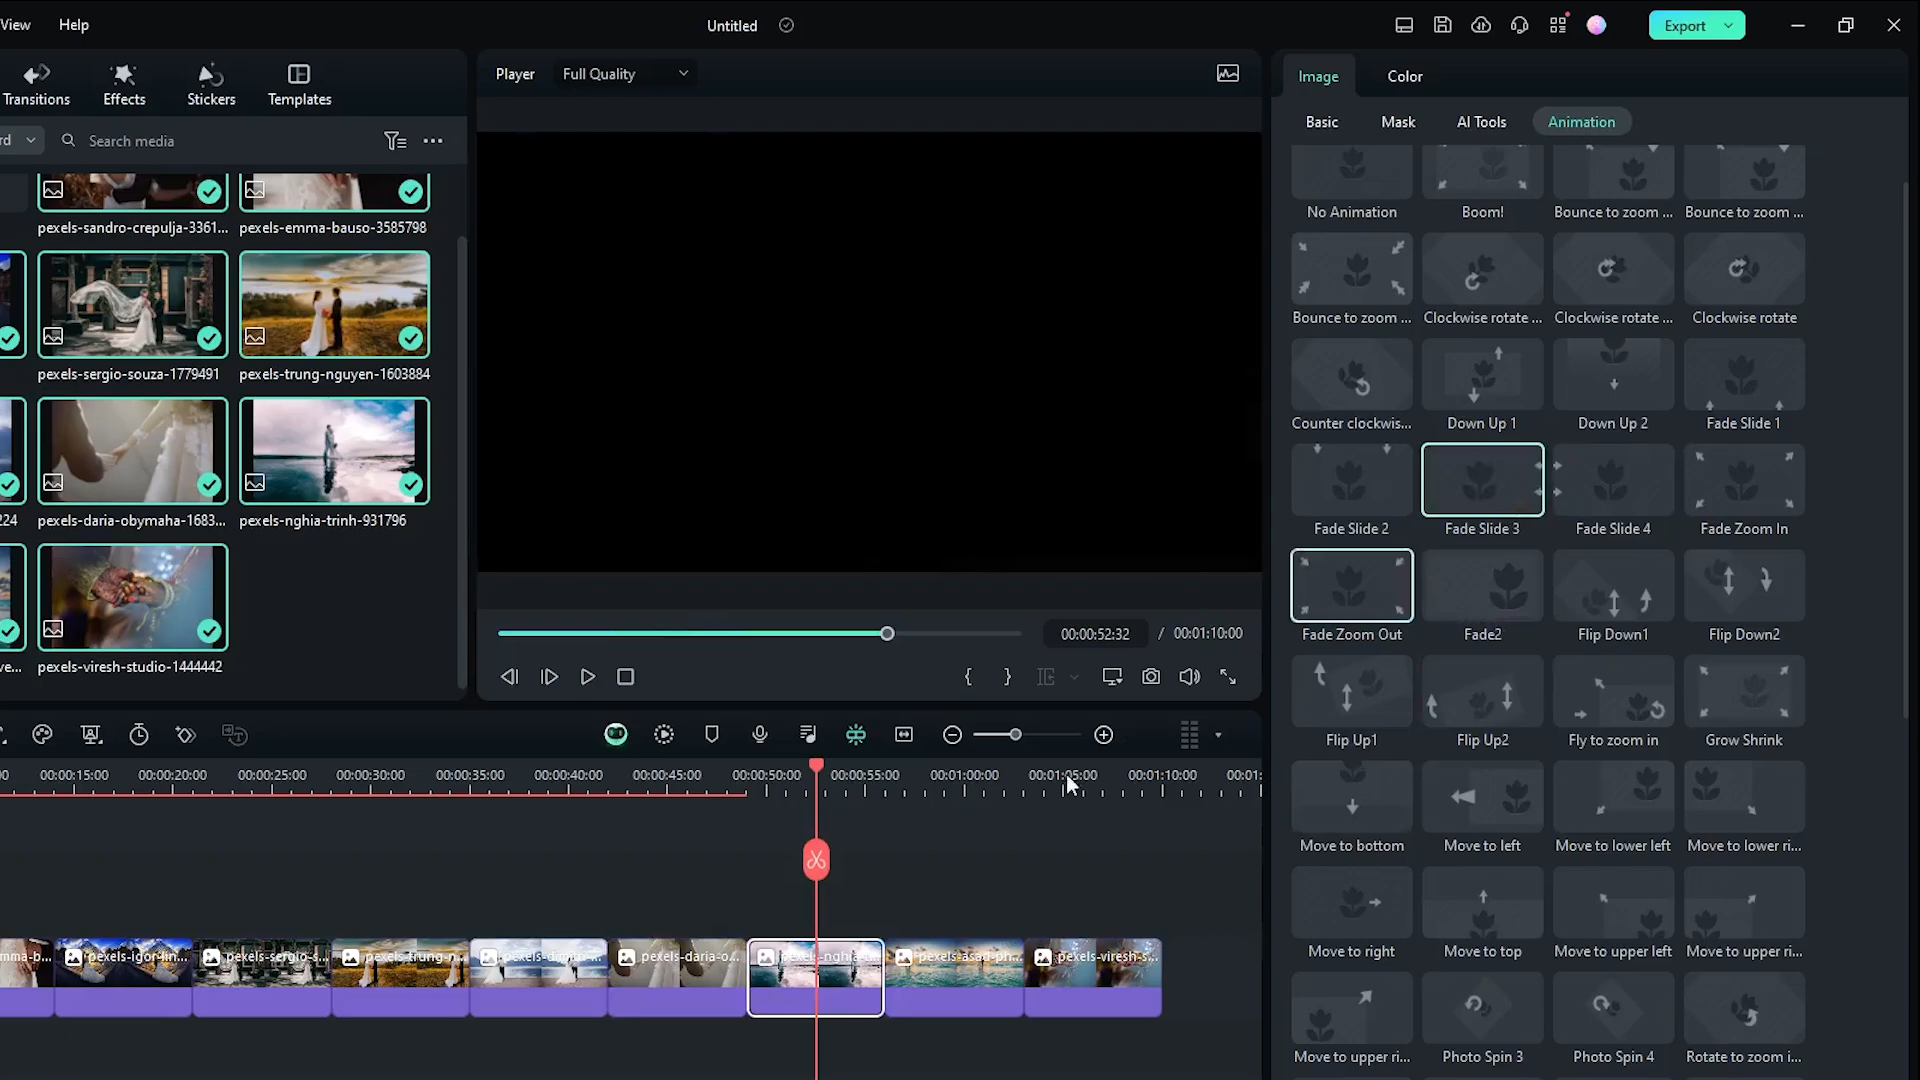 View Help
Untitled
Export
Transitions
Effects
Stickers
Templates
rd
Search media
pexels-sandro-crepulja-3361...
pexels-emma-bauso-3585798
pexels-sergio-souza-1779491
pexels-trung-nguyen-1603884
224
pexels-daria-obymaha-1683...
pexels-nghia-trinh-931796
ve...
pexels-viresh-studio-1444442
Player
Full Quality
00:00:52:32 / 00:01:10:00
Image
Color
Basic
Mask
AI Tools
Animation
No Animation
Boom!
Bounce to zoom ...
Bounce to zoom ...
Bounce to zoom ...
Clockwise rotate ...
Clockwise rotate ...
Clockwise rotate
Counter clockwis...
Down Up 1
Down Up 2
Fade Slide 1
Fade Slide 2
Fade Slide 3
Fade Slide 4
Fade Zoom In
Fade Zoom Out
Fade2
Flip Down1
Flip Down2
Flip Up1
Flip Up2
Fly to zoom in
Grow Shrink
Move to bottom
Move to left
Move to lower left
Move to lower ri...
Move to right
Move to top
Move to upper left
Move to upper ri...
Move to upper ri...
Photo Spin 3
Photo Spin 4
Rotate to zoom i...
0 00:00:15:00 00:00:20:00 00:00:25:00 00:00:30:00 00:00:35:00 00:00:40:00 00:00:45:00 00:00:50:00 00:00:55:00 00:01:00:00 00:01:05:00 00:01:10:00 00:01:
mma-b...
pexels-igor-lin...
pexels-sergio-s...
pexels-trung-n...
pexels-daria-o...
pexels-asad-ph...
pexels-viresh-s...